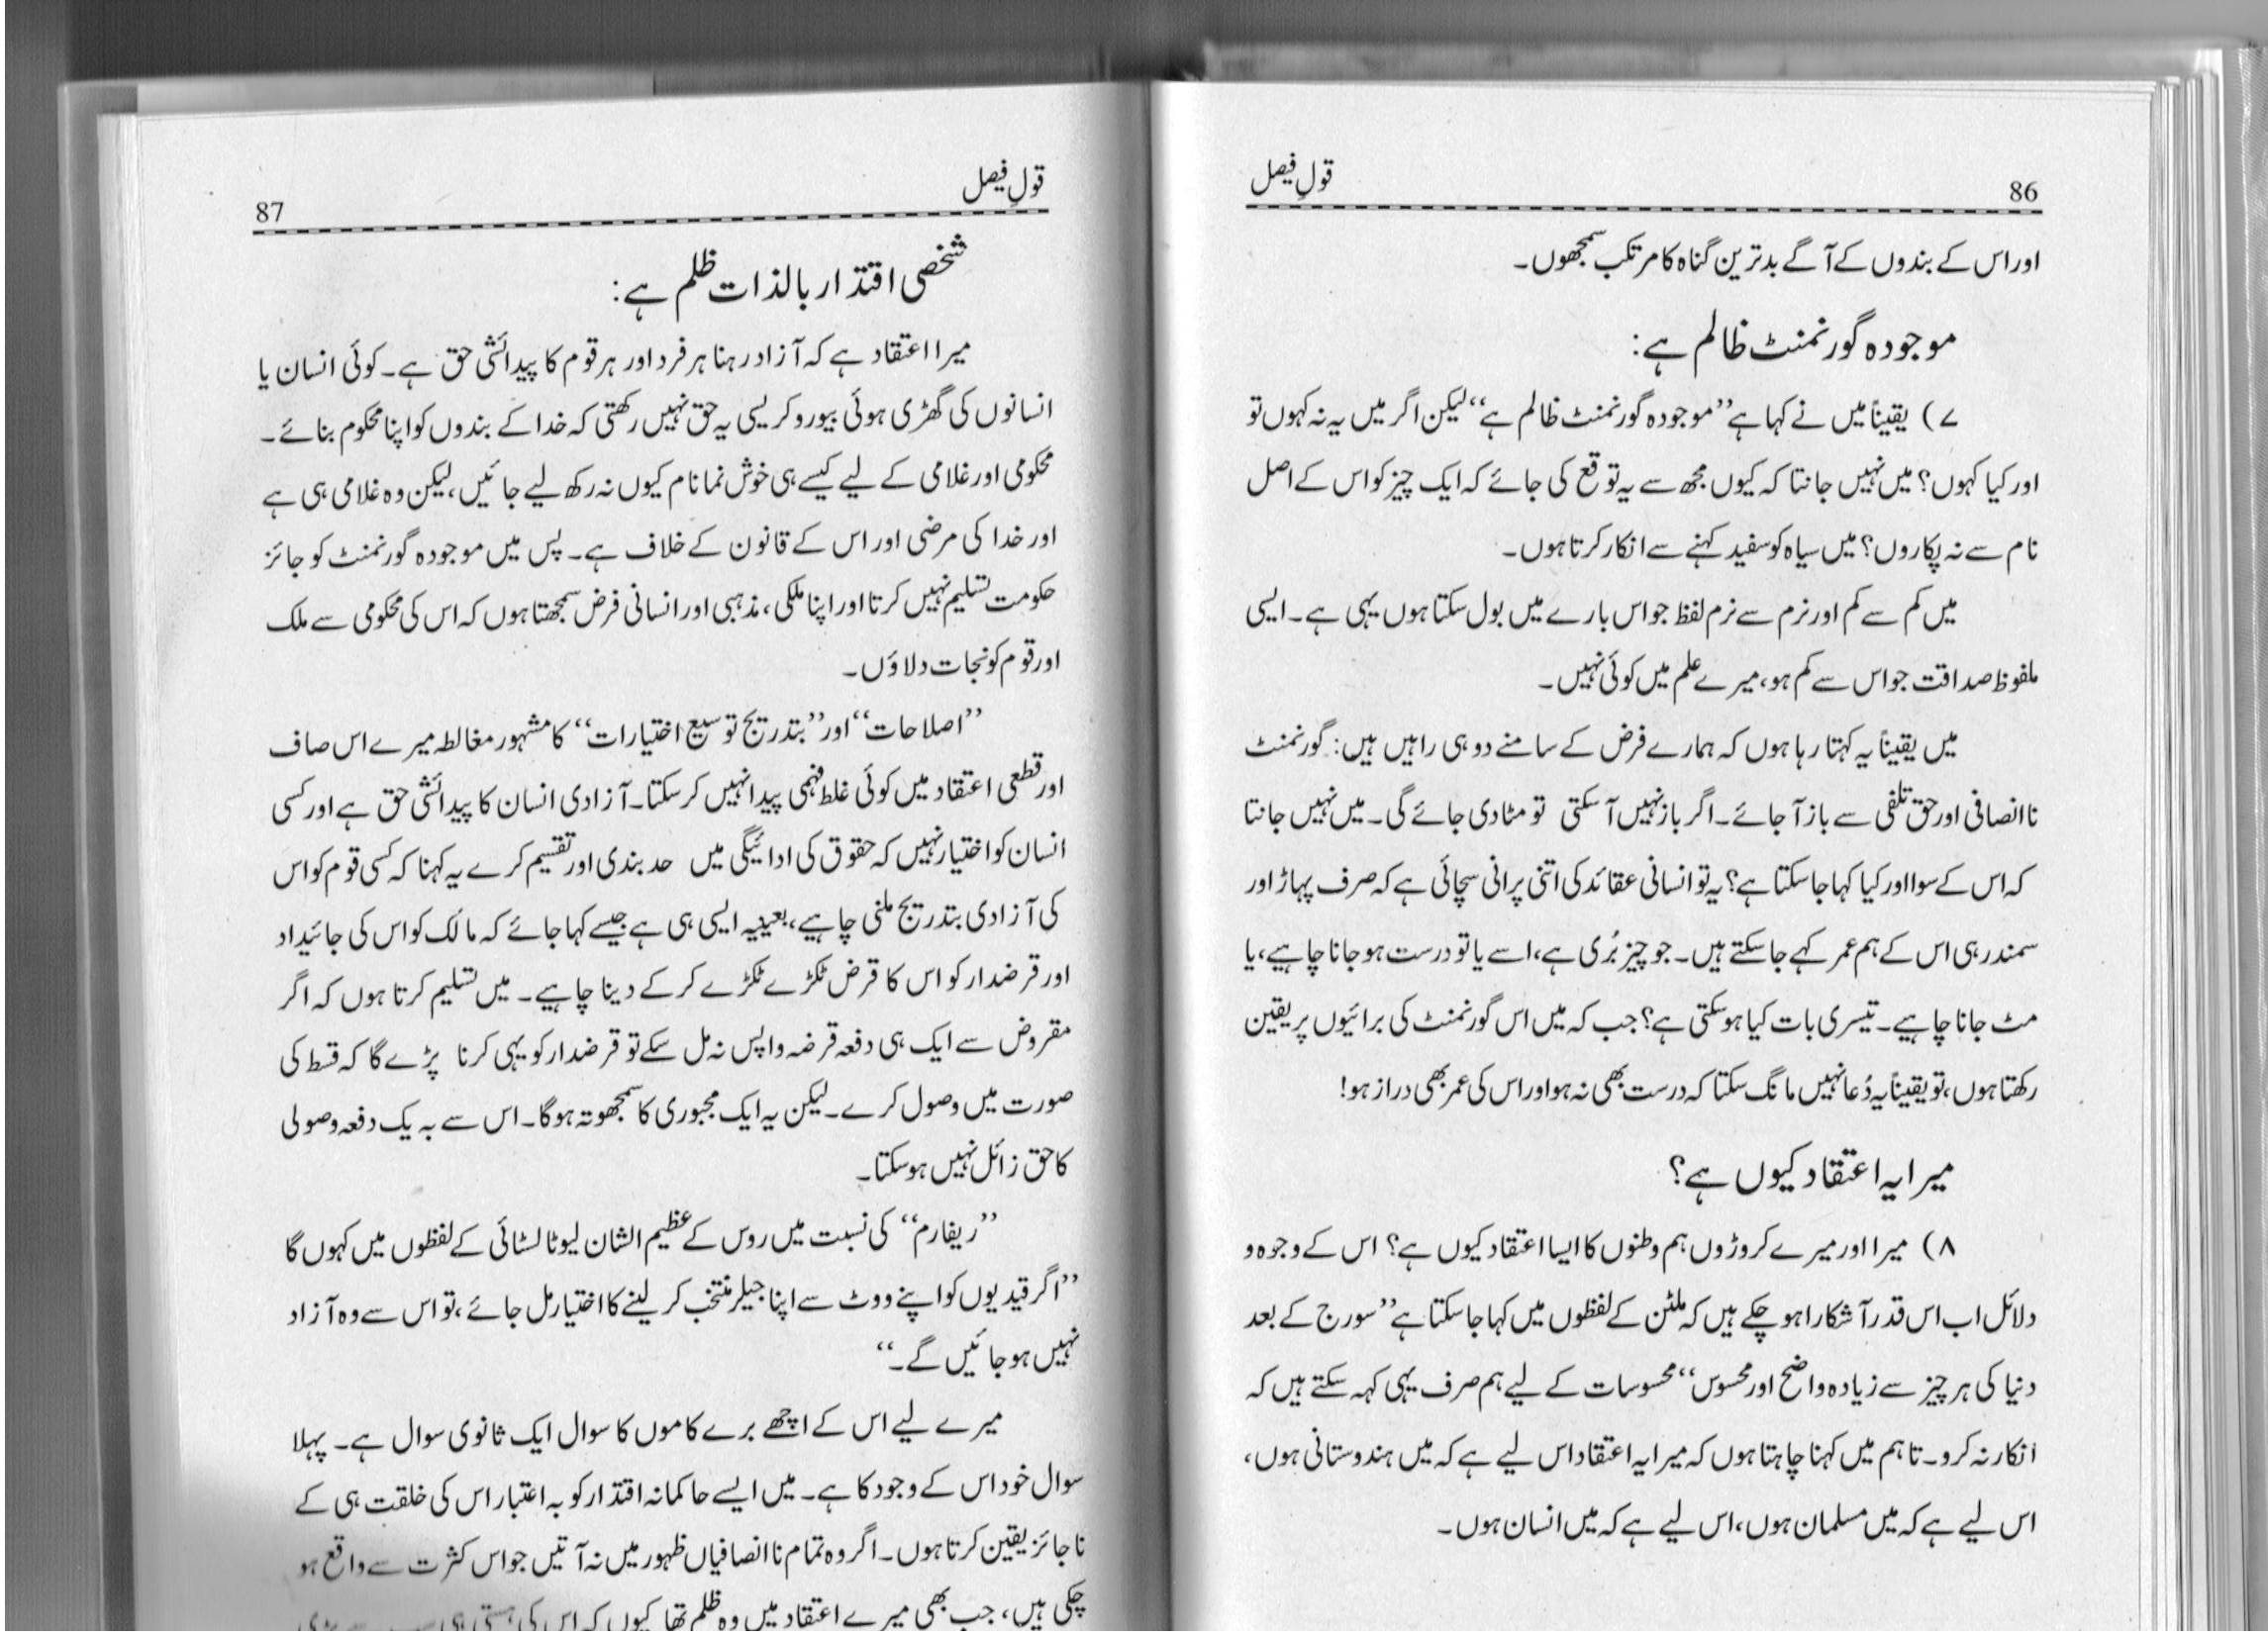 قولِ فیصل
86
اور اس کے بندوں کے آگے بدترین گناہ کا مرتکب سمجھوں۔
موجودہ گورنمنٹ ظالم ہے:
۷) یقیناً میں نے کہا ہے ’’موجودہ گورنمنٹ ظالم ہے‘‘ لیکن اگر میں یہ نہ کہوں تو
اور کیا کہوں؟ میں نہیں جانتا کہ کیوں مجھ سے یہ توقع کی جائے کہ ایک چیز کو اس کے اصل
نام سے نہ پکاروں؟ میں سیاہ کو سفید کہنے سے انکار کرتا ہوں۔
میں کم سے کم اور نرم سے نرم لفظ جو اس بارے میں بول سکتا ہوں یہی ہے۔ ایسی
ملفوظ صداقت جو اس سے کم ہو، میرے علم میں کوئی نہیں۔
میں یقیناً یہ کہتا رہا ہوں کہ ہمارے فرض کے سامنے دو ہی راہیں ہیں: گورنمنٹ
ناانصافی اور حق تلفی سے باز آ جائے۔ اگر باز نہیں آ سکتی تو مٹا دی جائے گی۔ میں نہیں جانتا
کہ اس کے سوا اور کیا کہا جا سکتا ہے؟ یہ تو انسانی عقائد کی اتنی پرانی سچائی ہے کہ صرف پہاڑ اور
سمندر ہی اس کے ہم عمر کہے جا سکتے ہیں۔ جو چیز بُری ہے، اسے یا تو درست ہو جانا چاہیے، یا
مٹ جانا چاہیے۔ تیسری بات کیا ہو سکتی ہے؟ جب کہ میں اس گورنمنٹ کی برائیوں پر یقین
رکھتا ہوں، تو یقیناً یہ دُعا نہیں مانگ سکتا کہ درست بھی نہ ہو اور اس کی عمر بھی دراز ہو!
میرا یہ اعتقاد کیوں ہے؟
۸) میرا اور میرے کروڑوں ہم وطنوں کا ایسا اعتقاد کیوں ہے؟ اس کے وجوہ و
دلائل اب اس قدر آشکارا ہو چکے ہیں کہ ملٹن کے لفظوں میں کہا جا سکتا ہے ’’سورج کے بعد
دنیا کی ہر چیز سے زیادہ واضح اور محسوس‘‘ محسوسات کے لیے ہم صرف یہی کہہ سکتے ہیں کہ
انکار نہ کرو۔ تاہم میں کہنا چاہتا ہوں کہ میرا یہ اعتقاد اس لیے ہے کہ میں ہندوستانی ہوں،
اس لیے ہے کہ میں مسلمان ہوں، اس لیے ہے کہ میں انسان ہوں۔
قولِ فیصل
87
شخصی اقتدار بالذات ظلم ہے:
میرا اعتقاد ہے کہ آزاد رہنا ہر فرد اور ہر قوم کا پیدائشی حق ہے۔ کوئی انسان یا
انسانوں کی گھڑی ہوئی بیوروکریسی یہ حق نہیں رکھتی کہ خدا کے بندوں کو اپنا محکوم بنائے۔
محکومی اور غلامی کے لیے کیسے ہی خوش نما نام کیوں نہ رکھ لیے جائیں، لیکن وہ غلامی ہی ہے
اور خدا کی مرضی اور اس کے قانون کے خلاف ہے۔ پس میں موجودہ گورنمنٹ کو جائز
حکومت تسلیم نہیں کرتا اور اپنا ملکی، مذہبی اور انسانی فرض سمجھتا ہوں کہ اس کی محکومی سے ملک
اور قوم کو نجات دلاؤں۔
’’اصلاحات‘‘ اور ’’بتدریج توسیع اختیارات‘‘ کا مشہور مغالطہ میرے اس صاف
اور قطعی اعتقاد میں کوئی غلط فہمی پیدا نہیں کر سکتا۔ آزادی انسان کا پیدائشی حق ہے اور کسی
انسان کو اختیار نہیں کہ حقوق کی ادائیگی میں حد بندی اور تقسیم کرے یہ کہنا کہ کسی قوم کو اس
کی آزادی بتدریج ملنی چاہیے، بعینہٖ ایسی ہی ہے جیسے کہا جائے کہ مالک کو اس کی جائیداد
اور قرضدار کو اس کا قرض ٹکڑے ٹکڑے کر کے دینا چاہیے۔ میں تسلیم کرتا ہوں کہ اگر
مقروض سے ایک ہی دفعہ قرضہ واپس نہ مل سکے تو قرضدار کو یہی کرنا پڑے گا کہ قسط کی
صورت میں وصول کرے۔ لیکن یہ ایک مجبوری کا سمجھوتہ ہوگا۔ اس سے بہ یک دفعہ وصولی
کا حق زائل نہیں ہو سکتا۔
’’ریفارم‘‘ کی نسبت میں روس کے عظیم الشان لیوٹالسٹائی کے لفظوں میں کہوں گا
’’اگر قیدیوں کو اپنے ووٹ سے اپنا جیلر منتخب کر لینے کا اختیار مل جائے، تو اس سے وہ آزاد
نہیں ہو جائیں گے۔‘‘
میرے لیے اس کے اچھے برے کاموں کا سوال ایک ثانوی سوال ہے۔ پہلا
سوال خود اس کے وجود کا ہے۔ میں ایسے حاکمانہ اقتدار کو بہ اعتبار اس کی خلقت ہی کے
ناجائز یقین کرتا ہوں۔ اگر وہ تمام ناانصافیاں ظہور میں نہ آتیں جو اس کثرت سے واقع ہو
چکی ہیں، جب بھی میرے اعتقاد میں وہ ظلم تھا کیوں کہ اس کی ہستی ہی